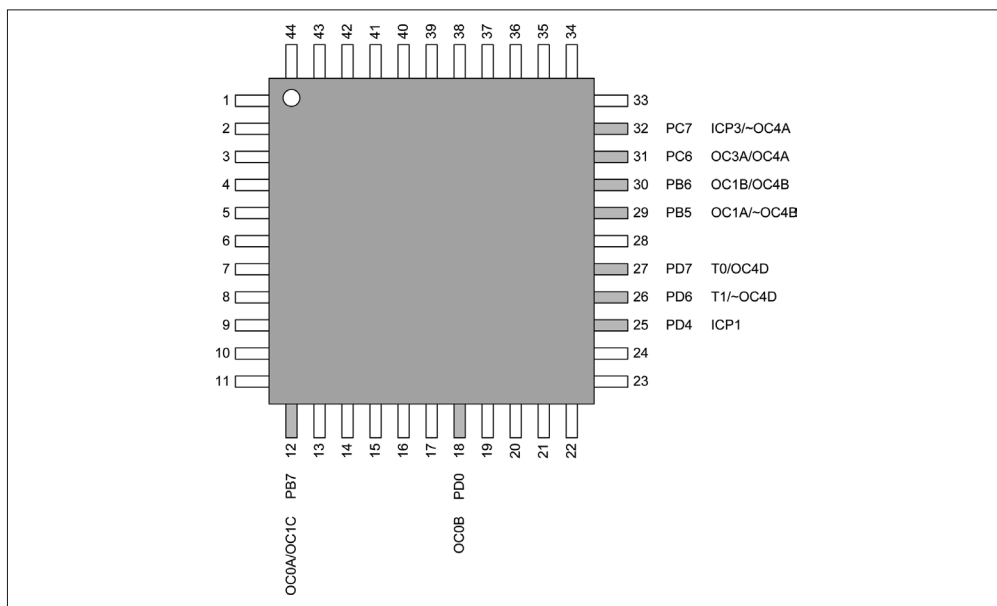 44 43 42 41 40 39 38 37 36 35 34
1 33
2 32 PC7 ICP3/~OC4A
3 31 PC6 OC3A/OC4A
4 30 PB6 OC1B/OC4B
5 29 PB5 OC1A/~OC4B
6 28
7 27 PD7 T0/OC4D
8 26 PD6 T1/~OC4D
9 25 PD4 ICP1
10 24
11 23
12 13 14 15 16 17 18 19 20 21 22
PB7 PD0
OC0A/OC1C OC0B